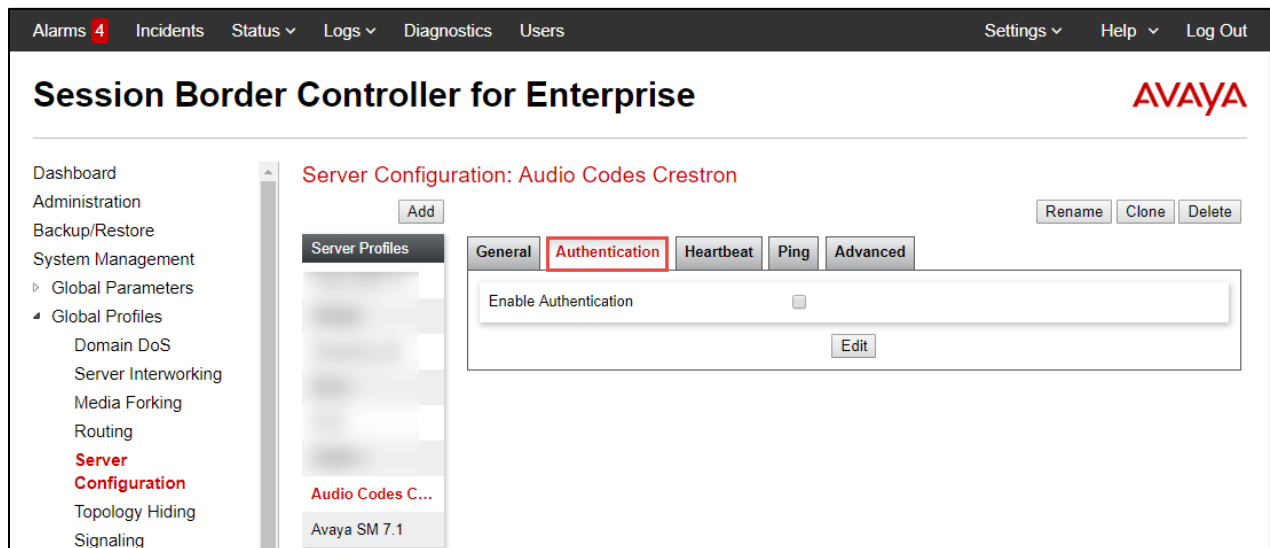 Alarms 4 Incidents Status Logs Diagnostics Users Settings Help Log Out
Session Border Controller for Enterprise
AVAYA
Dashboard
Administration
Backup/Restore
System Management
Global Parameters
Global Profiles
Domain DoS
Server Interworking
Media Forking
Routing
Server
Configuration
Topology Hiding
Signaling
Server Configuration: Audio Codes Crestron
Add
Rename Clone Delete
Server Profiles
Audio Codes C...
Avaya SM 7.1
General Authentication Heartbeat Ping Advanced
Enable Authentication
Edit